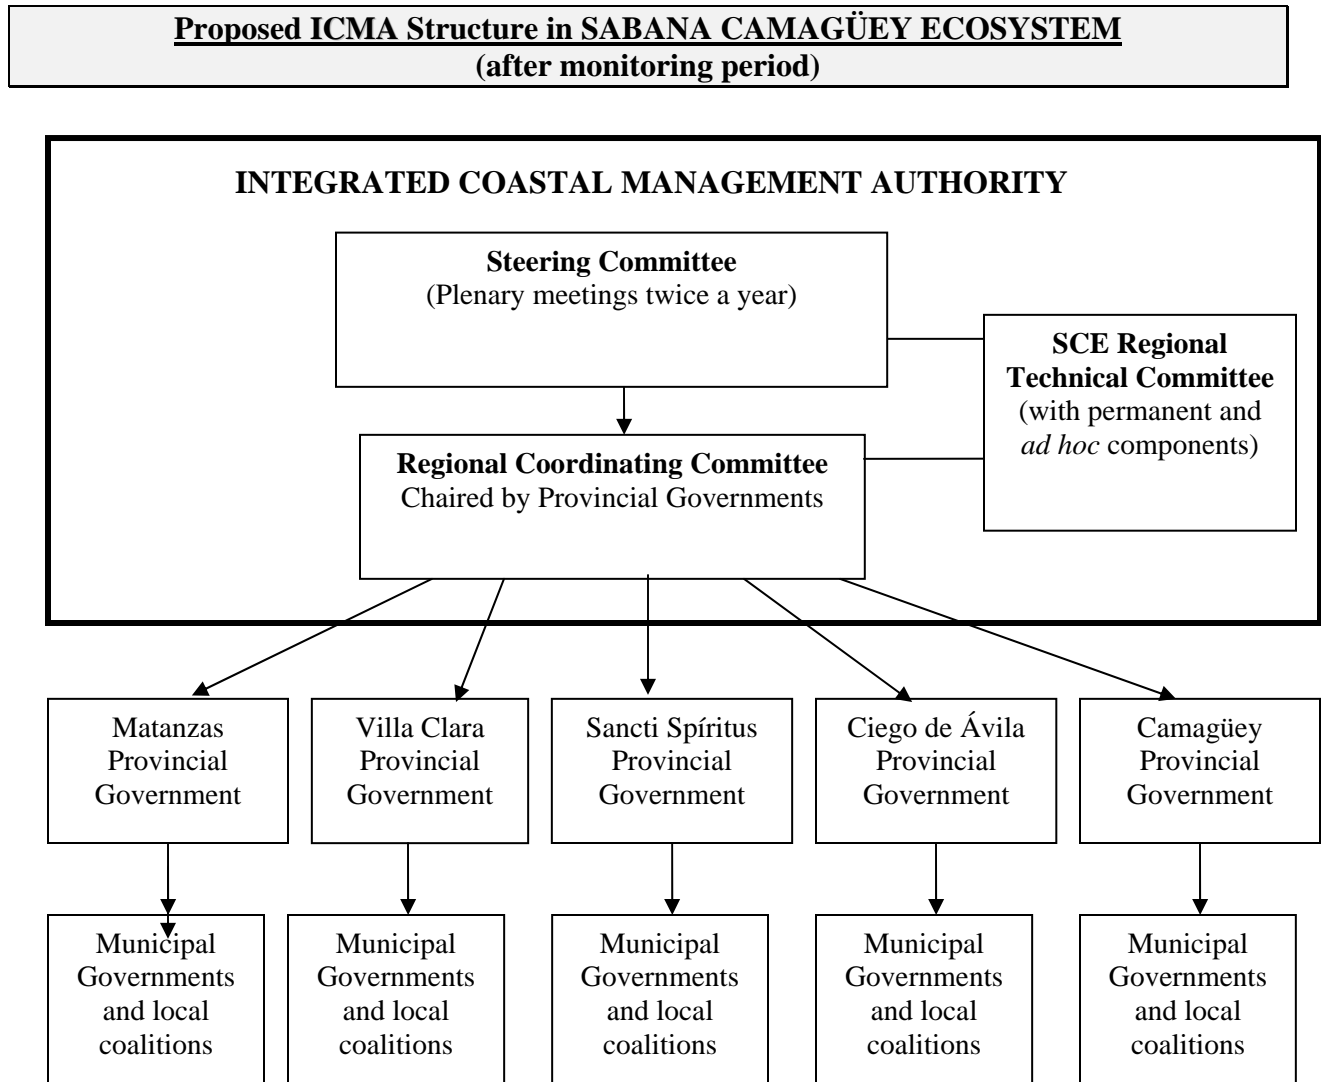 Proposed ICMA Structure in SABANA CAMAGÜEY ECOSYSTEM
(after monitoring period)
INTEGRATED COASTAL MANAGEMENT AUTHORITY
Steering Committee
(Plenary meetings twice a year)
SCE Regional
Technical Committee
(with permanent and
ad hoc components)
Regional Coordinating Committee
Chaired by Provincial Governments
Matanzas
Provincial
Government
Villa Clara
Provincial
Government
Sancti Spíritus
Provincial
Government
Ciego de Ávila
Provincial
Government
Camagüey
Provincial
Government
Municipal
Governments
and local
coalitions
Municipal
Governments
and local
coalitions
Municipal
Governments
and local
coalitions
Municipal
Governments
and local
coalitions
Municipal
Governments
and local
coalitions